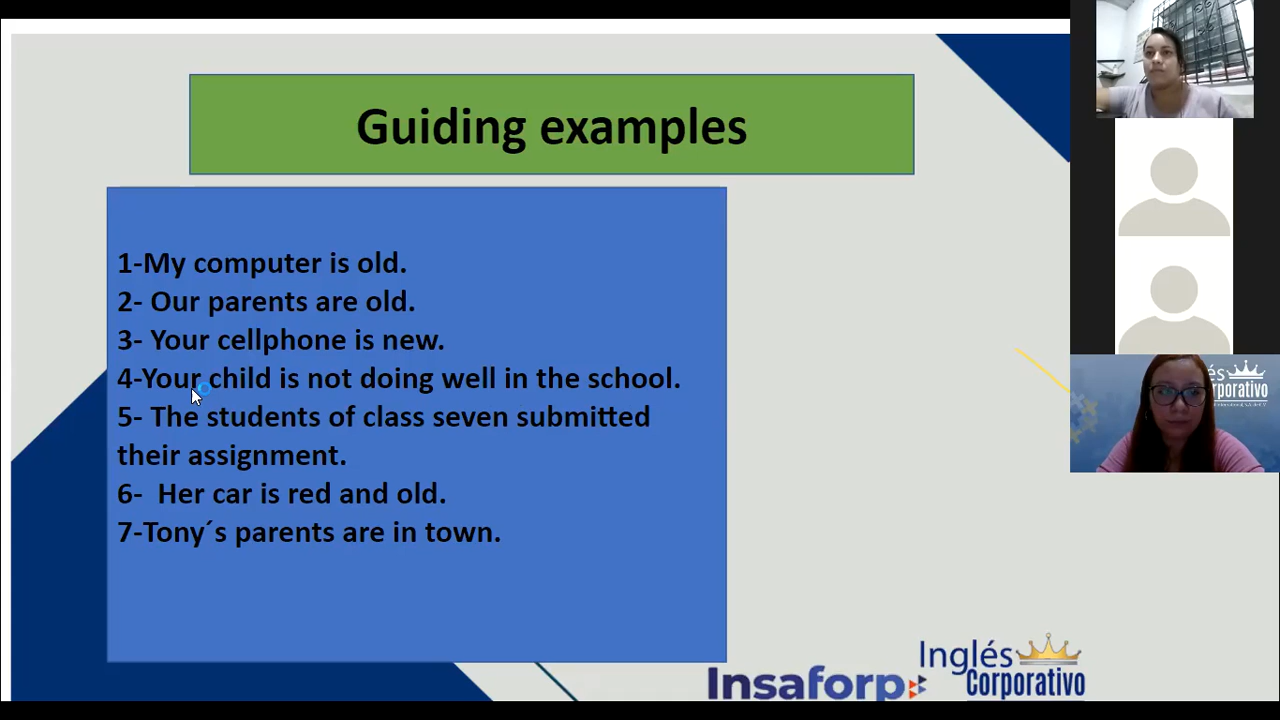 Guiding examples
1-My computer is old.
2- Our parents are old.
3- Your cellphone is new.
4-Your child is not doing well in the school.
5- The students of class seven submitted
their assignment.
6-  Her car is red and old.
7-Tony´s parents are in town.
Insaforp
Inglés
Corporativo
és
rporativo